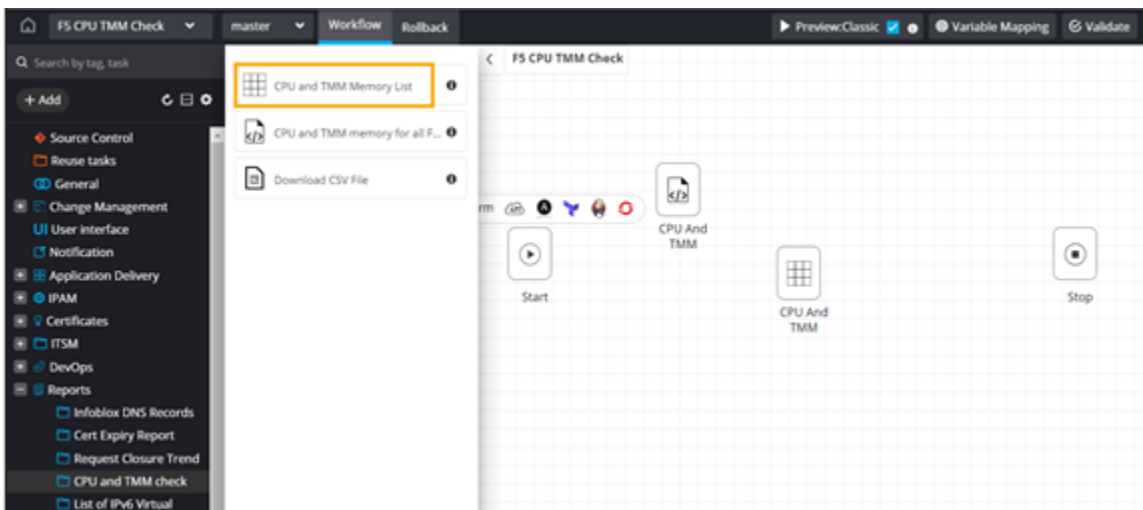 F5 CPU TMM Check
master
Workflow
Rollback
Preview:Classic
Variable Mapping
Validate
Search by tag, task
+ Add
Source Control
Reuse tasks
General
Change Management
UI User interface
Notification
Application Delivery
IPAM
Certificates
ITSM
DevOps
Reports
Infoblox DNS Records
Cert Expiry Report
Request Closure Trend
CPU and TMM check
List of IPv6 Virtual
CPU and TMM Memory List
CPU and TMM memory for all F...
Download CSV File
F5 CPU TMM Check
rm
CPU And
TMM
Start
CPU And
TMM
Stop